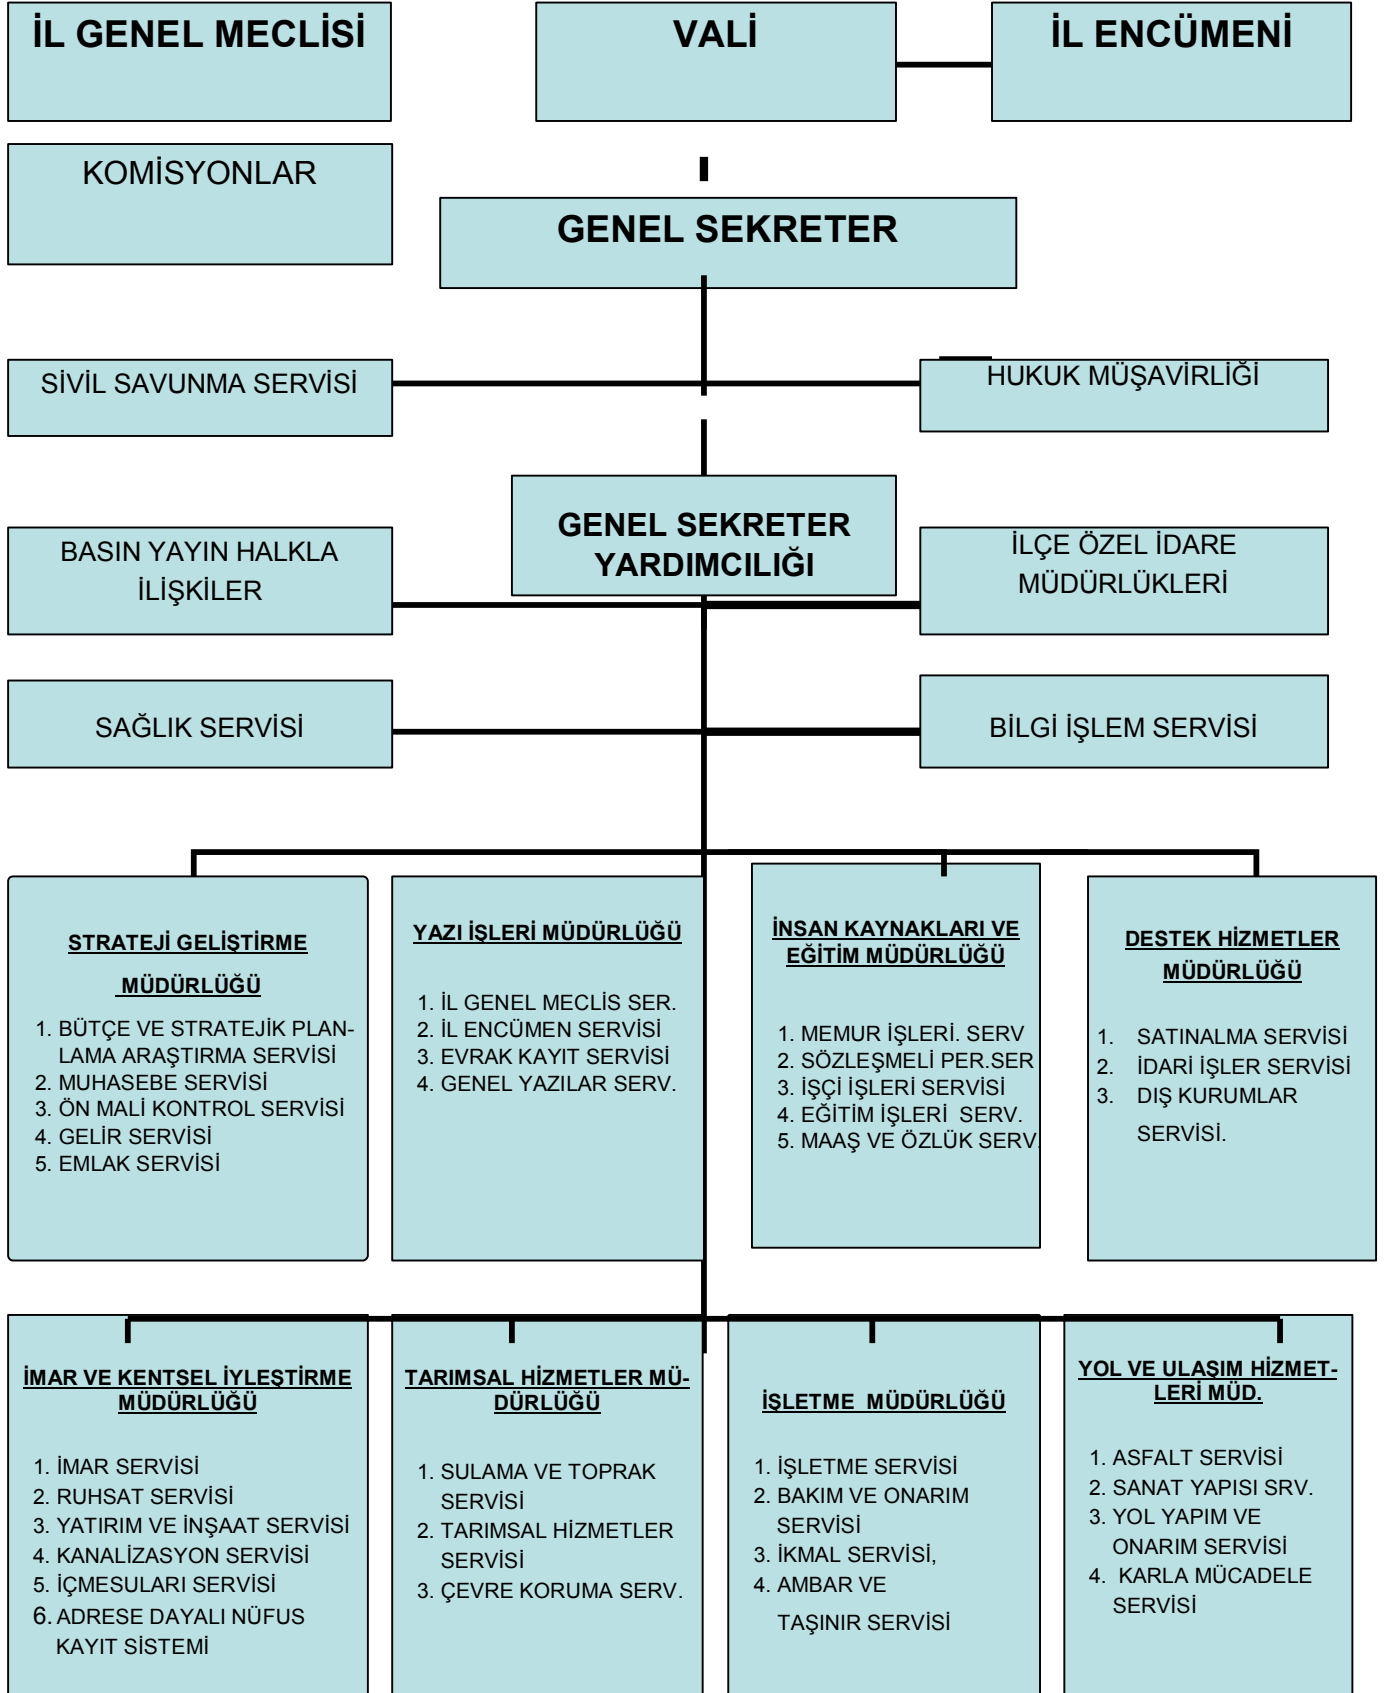 İL GENEL MECLİSİ
VALİ
İL ENCÜMENİ
KOMİSYONLAR
GENEL SEKRETER
SİVİL SAVUNMA SERVİSİ
HUKUK MÜŞAVİRLİĞİ
GENEL SEKRETER
YARDIMCILIĞI
BASIN YAYIN HALKLA
İLİŞKİLER
İLÇE ÖZEL İDARE
MÜDÜRLÜKLERİ
SAĞLIK SERVİSİ
BİLGİ İŞLEM SERVİSİ
STRATEJİ GELİŞTİRME
MÜDÜRLÜĞÜ
1. BÜTÇE VE STRATEJİK PLAN-
LAMA ARAŞTIRMA SERVİSİ
2. MUHASEBE SERVİSİ
3. ÖN MALİ KONTROL SERVİSİ
4. GELİR SERVİSİ
5. EMLAK SERVİSİ
YAZI İŞLERİ MÜDÜRLÜĞÜ
1. İL GENEL MECLİS SER.
2. İL ENCÜMEN SERVİSİ
3. EVRAK KAYIT SERVİSİ
4. GENEL YAZILAR SERV.
İNSAN KAYNAKLARI VE
EĞİTİM MÜDÜRLÜĞÜ
1. MEMUR İŞLERİ. SERV
2. SÖZLEŞMELİ PER.SER
3. İŞÇİ İŞLERİ SERVİSİ
4. EĞİTİM İŞLERİ  SERV.
5. MAAŞ VE ÖZLÜK SERV.
DESTEK HİZMETLER
MÜDÜRLÜĞÜ
1. SATINALMA SERVİSİ
2. İDARİ İŞLER SERVİSİ
3. DIŞ KURUMLAR
SERVİSİ.
İMAR VE KENTSEL İYLEŞTİRME
MÜDÜRLÜĞÜ
1. İMAR SERVİSİ
2. RUHSAT SERVİSİ
3. YATIRIM VE İNŞAAT SERVİSİ
4. KANALİZASYON SERVİSİ
5. İÇMESULARI SERVİSİ
6. ADRESE DAYALI NÜFUS
KAYIT SİSTEMİ
TARIMSAL HİZMETLER MÜ-
DÜRLÜĞÜ
1. SULAMA VE TOPRAK
SERVİSİ
2. TARIMSAL HİZMETLER
SERVİSİ
3. ÇEVRE KORUMA SERV.
İŞLETME  MÜDÜRLÜĞÜ
1. İŞLETME SERVİSİ
2. BAKIM VE ONARIM
SERVİSİ
3. İKMAL SERVİSİ,
4. AMBAR VE
TAŞINIR SERVİSİ
YOL VE ULAŞIM HİZMET-
LERİ MÜD.
1. ASFALT SERVİSİ
2. SANAT YAPISI SRV.
3. YOL YAPIM VE
ONARIM SERVİSİ
4.  KARLA MÜCADELE
SERVİSİ